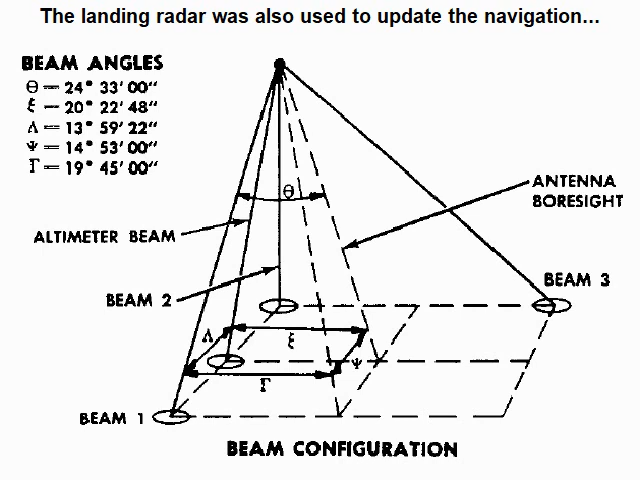 The landing radar was also used to update the navigation...
BEAM ANGLES
Θ — 24° 33' 00"
ξ — 20° 22' 48"
Λ — 13° 59' 22"
Ψ — 14° 53' 00"
Γ — 19° 45' 00"
ANTENNA
BORESIGHT
θ
ALTIMETER BEAM
BEAM 3
BEAM 2
Λ
ξ
Ψ
Γ
BEAM 1
BEAM CONFIGURATION